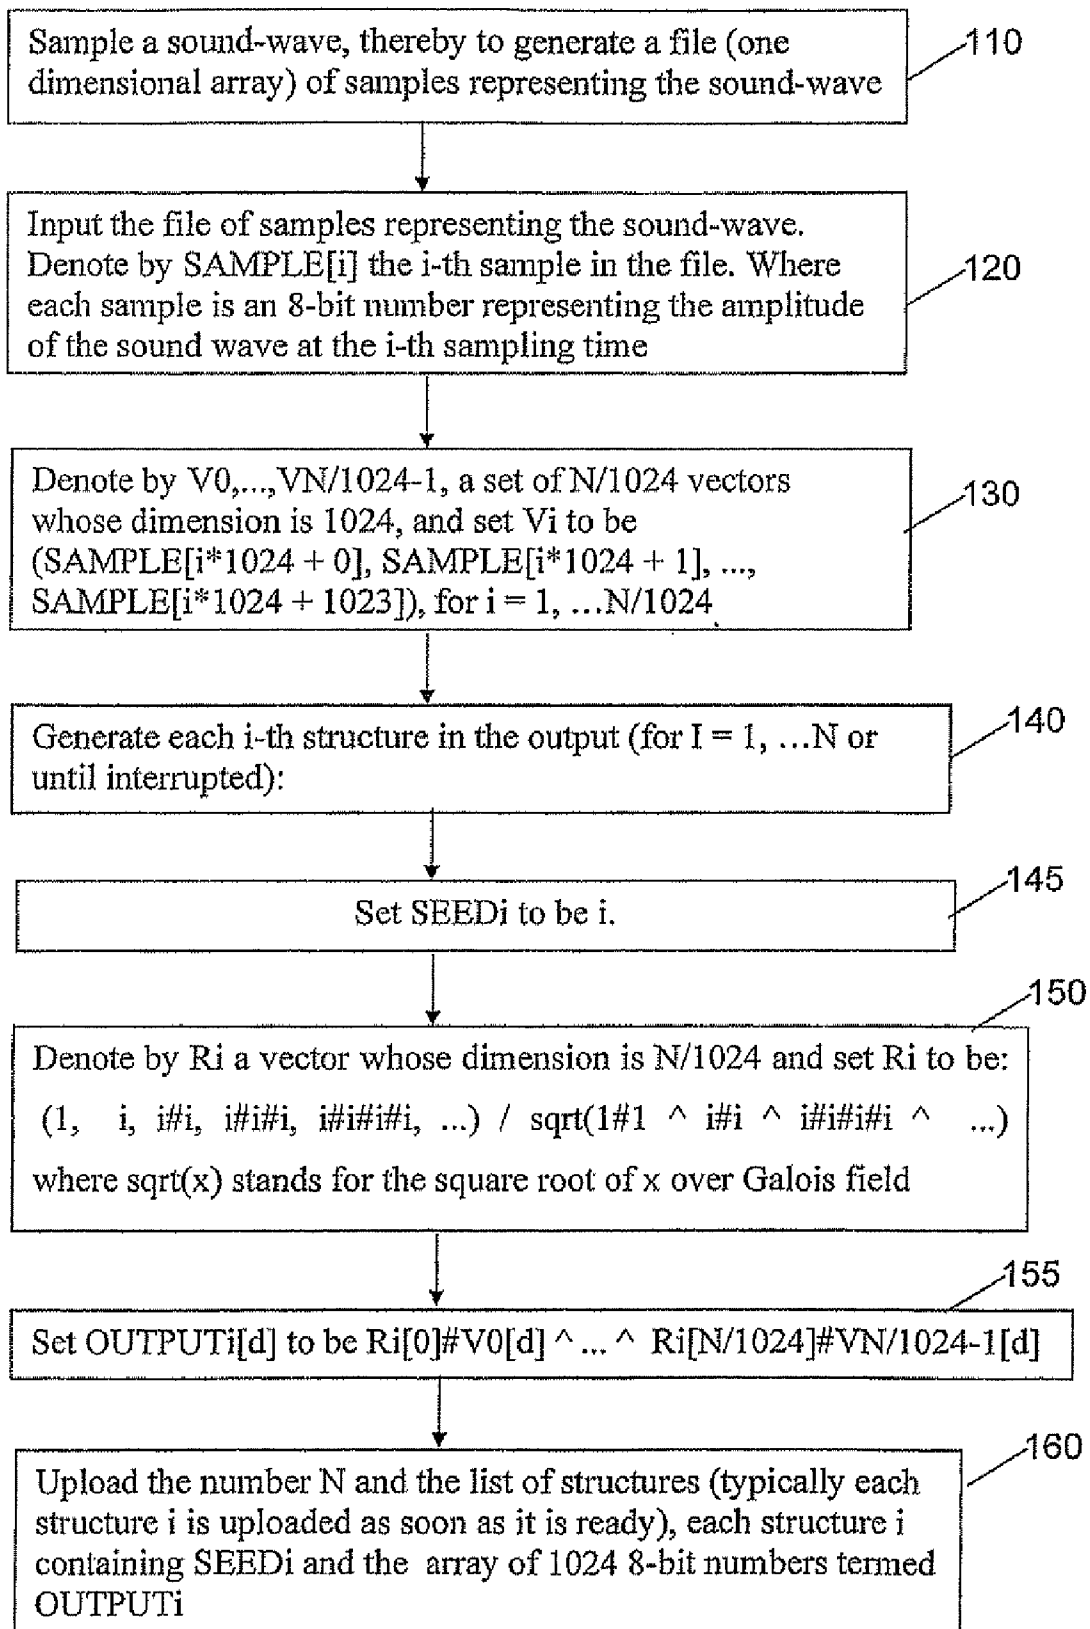 Sample a sound-wave, thereby to generate a file (one
dimensional array) of samples representing the sound-wave
110
Input the file of samples representing the sound-wave.
Denote by SAMPLE[i] the i-th sample in the file. Where
each sample is an 8-bit number representing the amplitude
of the sound wave at the i-th sampling time
120
Denote by V0,...,VN/1024-1, a set of N/1024 vectors
whose dimension is 1024, and set Vi to be
(SAMPLE[i*1024 + 0], SAMPLE[i*1024 + 1], ...,
SAMPLE[i*1024 + 1023]), for i = 1, ...N/1024
130
Generate each i-th structure in the output (for I = 1, ...N or
until interrupted):
140
Set SEEDi to be i.
145
Denote by Ri a vector whose dimension is N/1024 and set Ri to be:
(1, i, i#i, i#i#i, i#i#i#i, ...) / sqrt(1#1 ^ i#i ^ i#i#i#i ^ ...)
where sqrt(x) stands for the square root of x over Galois field
150
Set OUTPUTi[d] to be Ri[0]#V0[d] ^ ... ^ Ri[N/1024]#VN/1024-1[d]
155
Upload the number N and the list of structures (typically each
structure i is uploaded as soon as it is ready), each structure i
containing SEEDi and the array of 1024 8-bit numbers termed
OUTPUTi
160